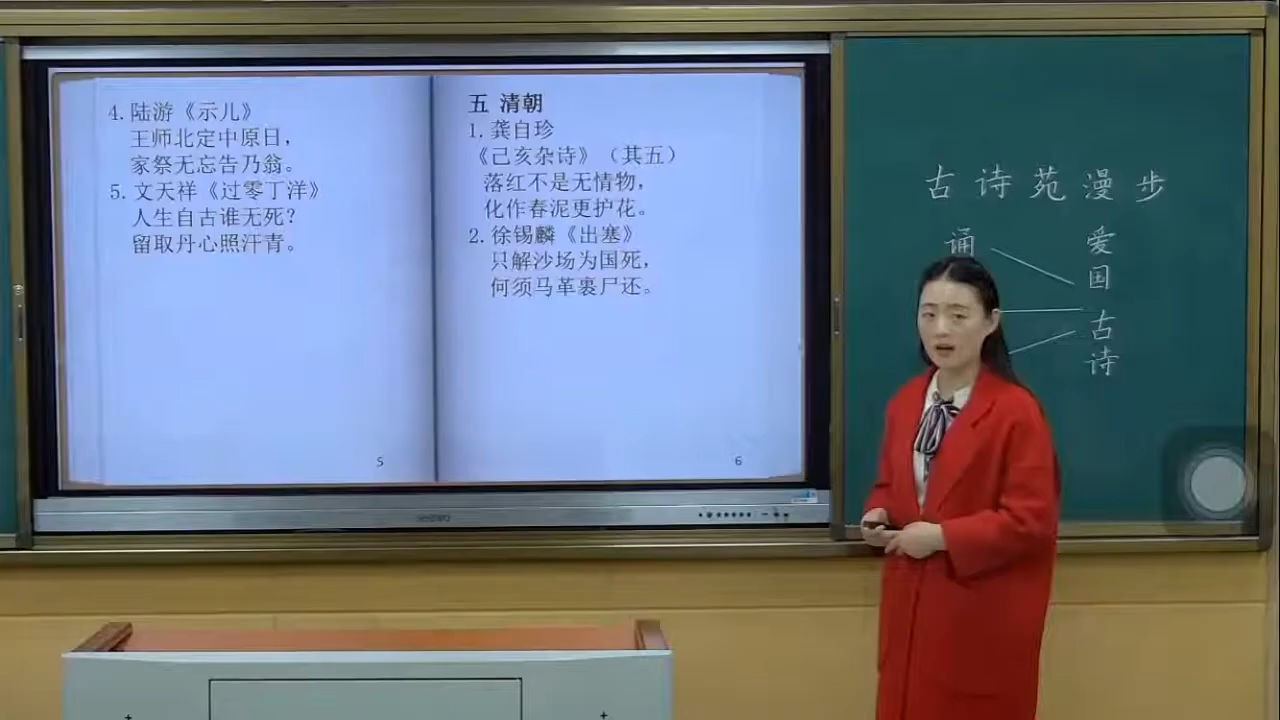 4. 陆游《示儿》
王师北定中原日，
家祭无忘告乃翁。
5. 文天祥《过零丁洋》
人生自古谁无死？
留取丹心照汗青。
5
五 清朝
1. 龚自珍
《己亥杂诗》（其五）
落红不是无情物，
化作春泥更护花。
2. 徐锡麟《出塞》
只解沙场为国死，
何须马革裹尸还。
6
古诗苑漫步
诵
爱
国
古
诗